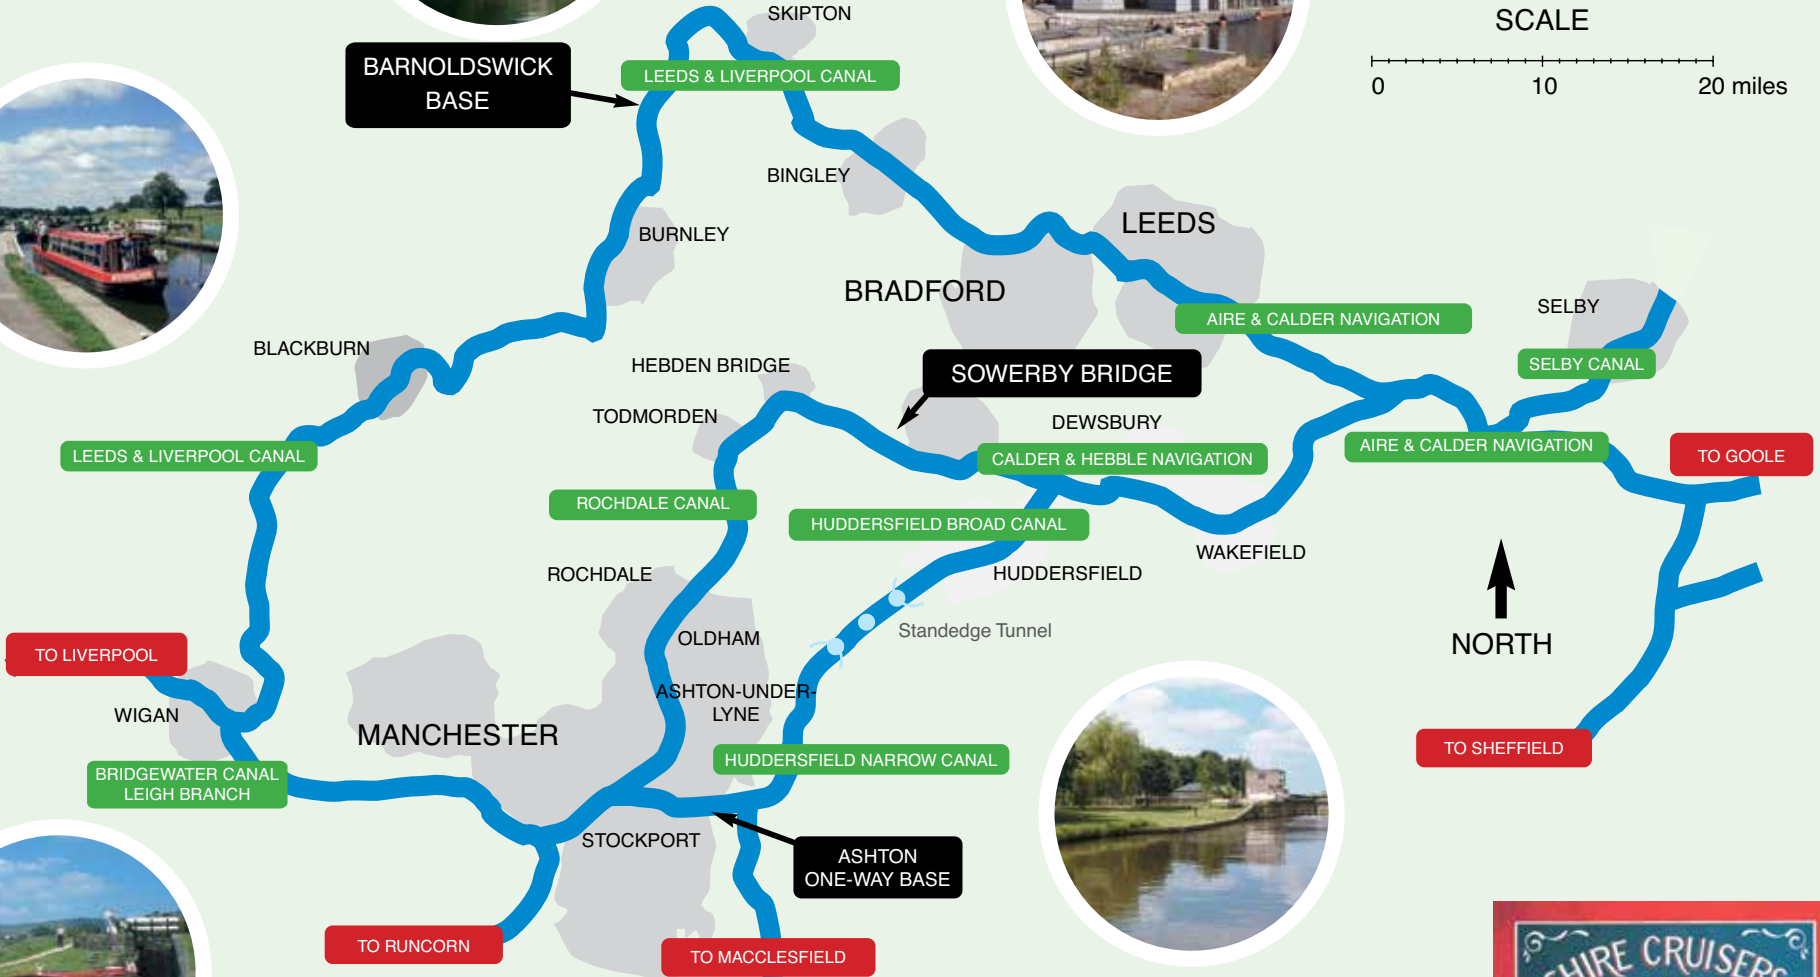 SKIPTON
SCALE
BARNOLDSWICK
BASE
LEEDS & LIVERPOOL CANAL
0 10 20 miles
BINGLEY
LEEDS
BURNLEY
BRADFORD
SELBY
AIRE & CALDER NAVIGATION
BLACKBURN
HEBDEN BRIDGE
SOWERBY BRIDGE
SELBY CANAL
TODMORDEN
DEWSBURY
LEEDS & LIVERPOOL CANAL
CALDER & HEBBLE NAVIGATION
AIRE & CALDER NAVIGATION
TO GOOLE
ROCHDALE CANAL
HUDDERSFIELD BROAD CANAL
WAKEFIELD
ROCHDALE
HUDDERSFIELD
Standedge Tunnel
OLDHAM
NORTH
TO LIVERPOOL
ASHTON-UNDER-
LYNE
WIGAN
MANCHESTER
TO SHEFFIELD
HUDDERSFIELD NARROW CANAL
BRIDGEWATER CANAL
LEIGH BRANCH
STOCKPORT
ASHTON
ONE-WAY BASE
TO RUNCORN
TO MACCLESFIELD
SHIRE CRUISERS